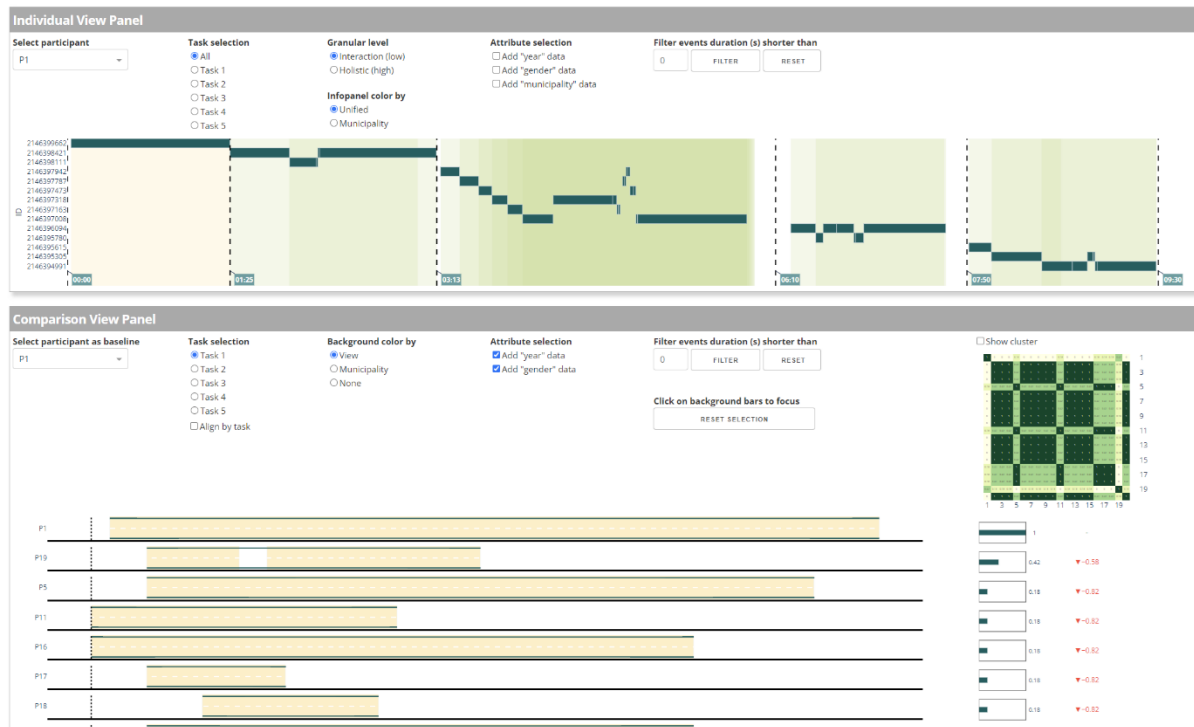 Individual View Panel
Select participant
Task selection
Granular level
Attribute selection
Filter events duration (s) shorter than
P1
All
Interaction (low)
Add "year" data
0
FILTER
RESET
Task 1
Holistic (high)
Add "gender" data
Task 2
Add "municipality" data
Task 3
Infopanel color by
Task 4
Unified
Task 5
Municipality
ID
2146399662
2146398421
2146398111
2146397942
2146397787
2146397473
2146397318
2146397163
2146397008
2146396094
2146395780
2146395615
2146395305
2146394991
00:00
01:25
03:13
06:10
07:50
09:30
Comparison View Panel
Select participant as baseline
Task selection
Background color by
Attribute selection
Filter events duration (s) shorter than
Show cluster
P1
Task 1
View
Add "year" data
0
FILTER
RESET
Task 2
Municipality
Add "gender" data
Task 3
None
Task 4
Click on background bars to focus
Task 5
RESET SELECTION
Align by task
1
3
5
7
9
11
13
15
17
19
1 3 5 7 9 11 13 15 17 19
P1
1
-
P19
0.42
▼−0.58
P5
0.18
▼−0.82
P11
0.18
▼−0.82
P16
0.18
▼−0.82
P17
0.18
▼−0.82
P18
0.18
▼−0.82